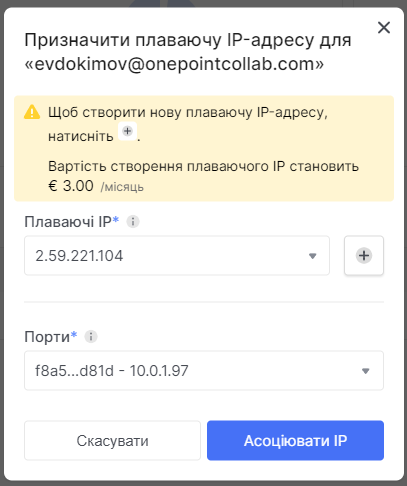 Призначити плаваючу IP-адресу для
«evdokimov@onepointcollab.com»
Щоб створити нову плаваючу IP-адресу,
натисніть + .
Вартість створення плаваючого IP становить
€ 3.00 /місяць
Плаваючі IP* i
2.59.221.104
+
Порти* i
f8a5...d81d - 10.0.1.97
Скасувати
Асоціювати IP